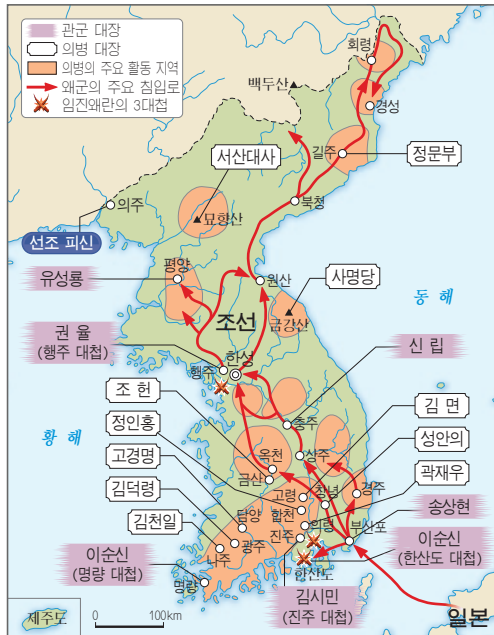 관군 대장
의병 대장
의병의 주요 활동 지역
왜군의 주요 침입로
임진왜란의 3대첩
회령
백두산
경성
서산대사
길주
정문부
의주
묘향산
북청
선조 피신
평양
유성룡
원산
사명당
동 해
조선
금강산
권 율
(행주 대첩)
한성
행주
신 립
조 헌
김 면
충주
정인홍
성안의
황 해
옥천
상주
고경명
곽재우
금산
고령
창녕
경주
김덕령
합천
송상현
담양
의령
부산포
김천일
진주
이순신
(한산도 대첩)
광주
이순신
(명량 대첩)
나주
한산도
명량
김시민
(진주 대첩)
일본
제주도
0 100km